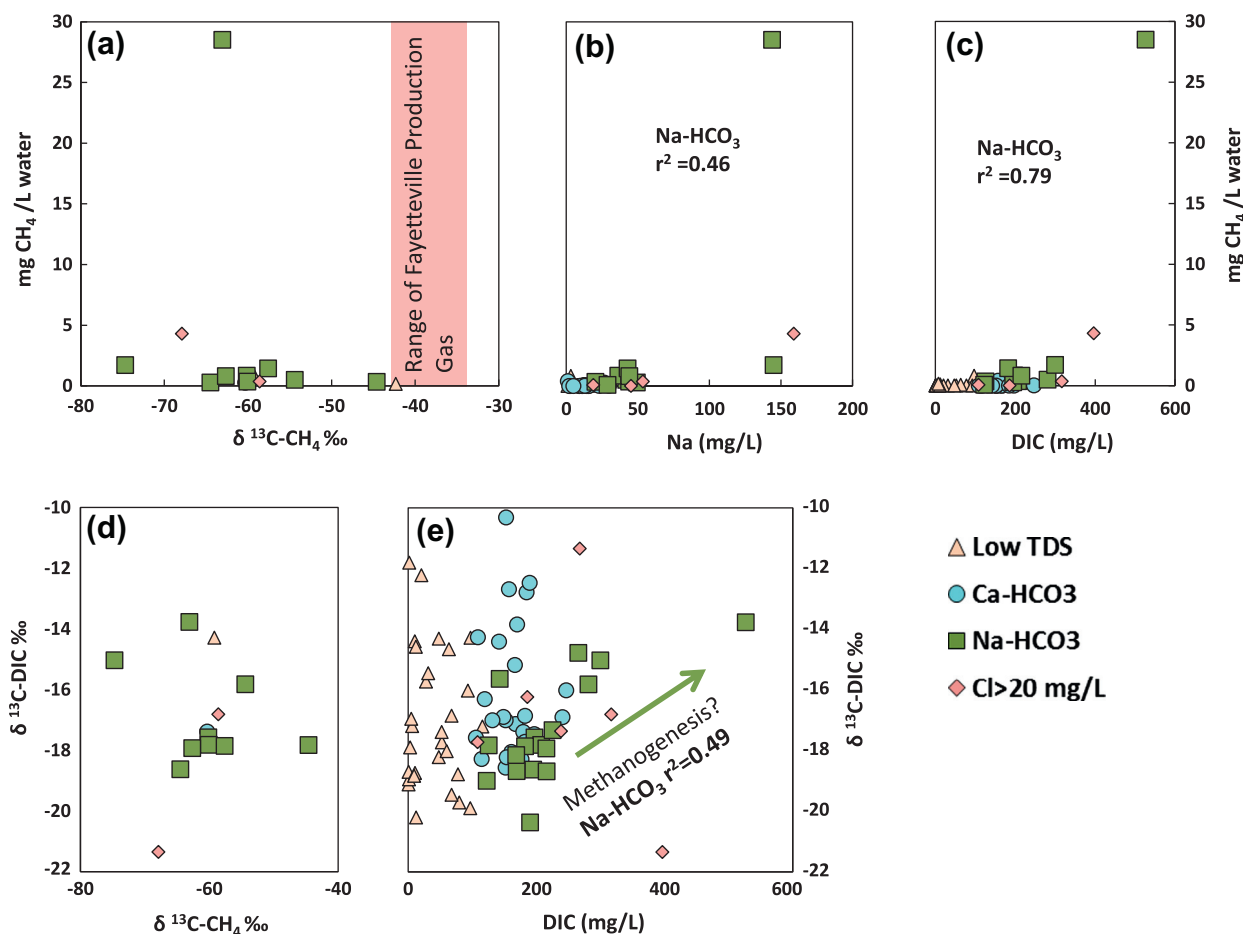 (a)
30
25
20
15
10
5
0
-80
-70
-60
-50
-40
-30
mg CH₄ /L water
δ ¹³C-CH₄ ‰
Range of Fayetteville Production
Gas
(b)
Na-HCO₃
r² =0.46
0
50
100
150
200
Na (mg/L)
(c)
Na-HCO₃
r² =0.79
0
200
400
600
DIC (mg/L)
30
25
20
15
10
5
0
mg CH₄ /L water
(d)
-10
-12
-14
-16
-18
-20
-22
-80
-60
-40
δ ¹³C-DIC ‰
δ ¹³C-CH₄ ‰
(e)
Methanogenesis?
Na-HCO₃ r²=0.49
0
200
400
600
DIC (mg/L)
-10
-12
-14
-16
-18
-20
-22
δ ¹³C-DIC ‰
Low TDS
Ca-HCO3
Na-HCO3
Cl>20 mg/L